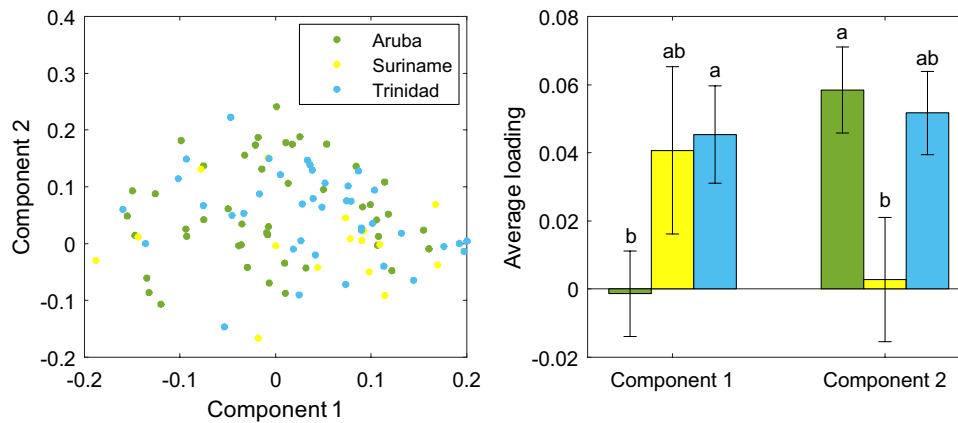 0.4
0.3
0.2
0.1
0
-0.1
-0.2
-0.2
-0.1
0
0.1
0.2
Component 1
Component 2
Aruba
Suriname
Trinidad
0.08
0.06
0.04
0.02
0
-0.02
Average loading
b
ab
a
a
b
ab
Component 1
Component 2